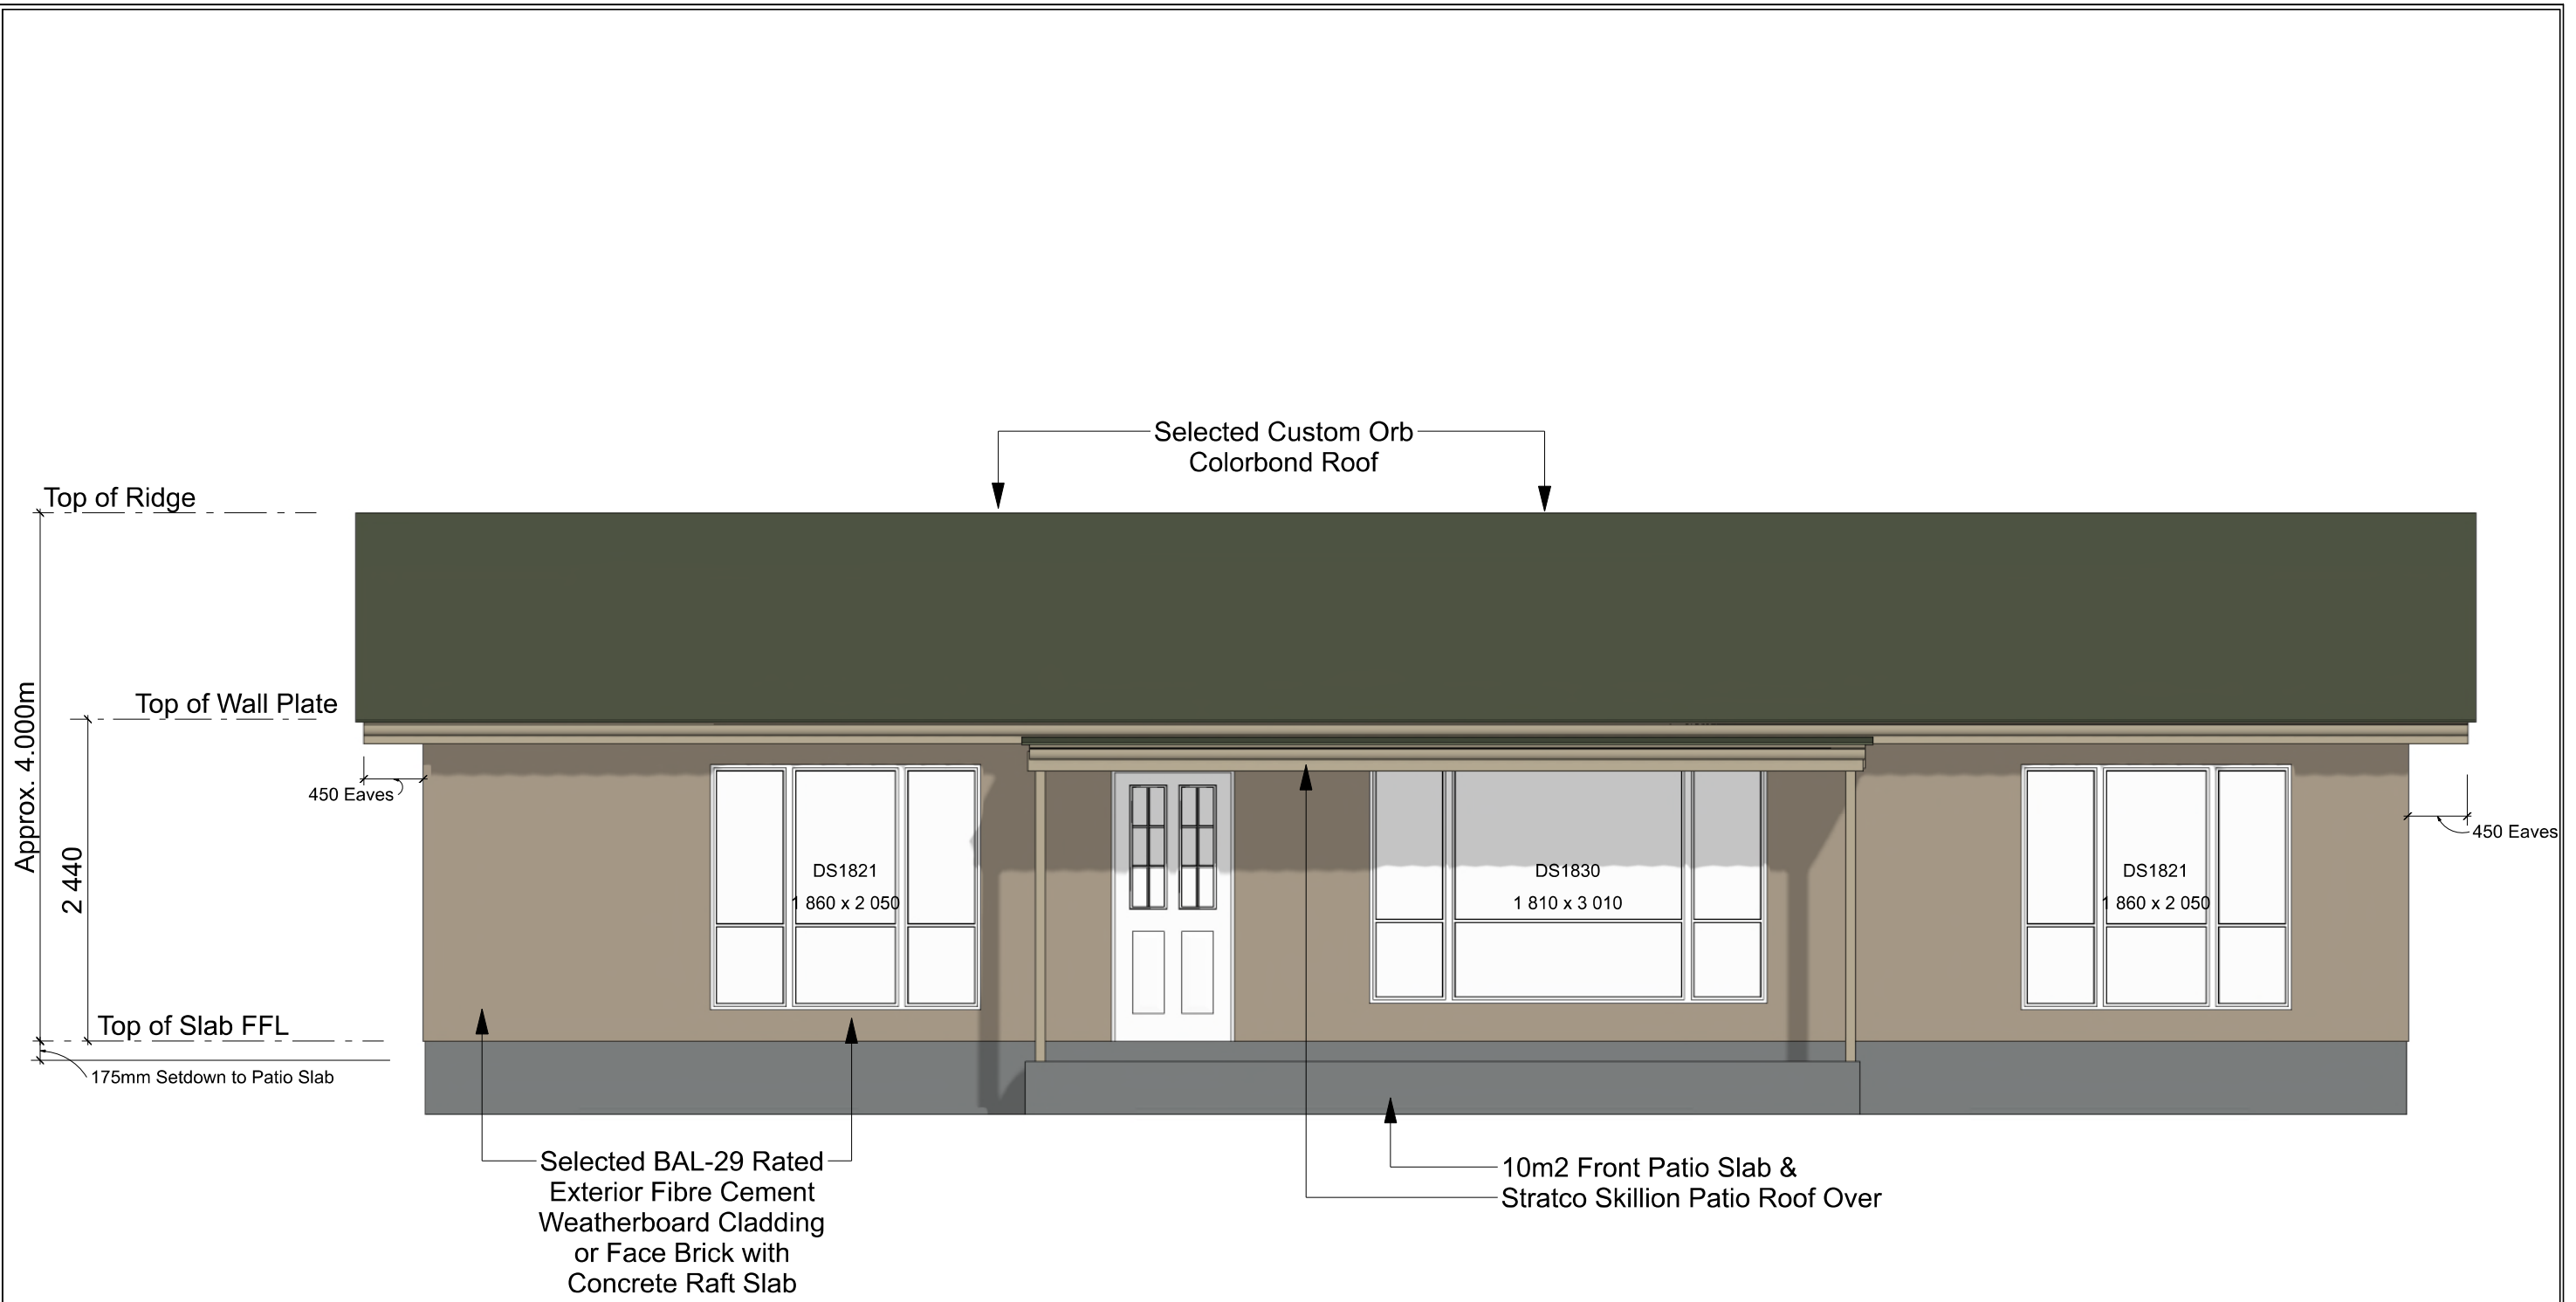 Selected Custom Orb
Colorbond Roof
Top of Ridge
Top of Wall Plate
Approx. 4.000m
450 Eaves
450 Eaves
2 440
DS1821
1 860 x 2 050
DS1830
1 810 x 3 010
DS1821
1 860 x 2 050
Top of Slab FFL
175mm Setdown to Patio Slab
Selected BAL-29 Rated
Exterior Fibre Cement
Weatherboard Cladding
or Face Brick with
Concrete Raft Slab
10m2 Front Patio Slab &
Stratco Skillion Patio Roof Over